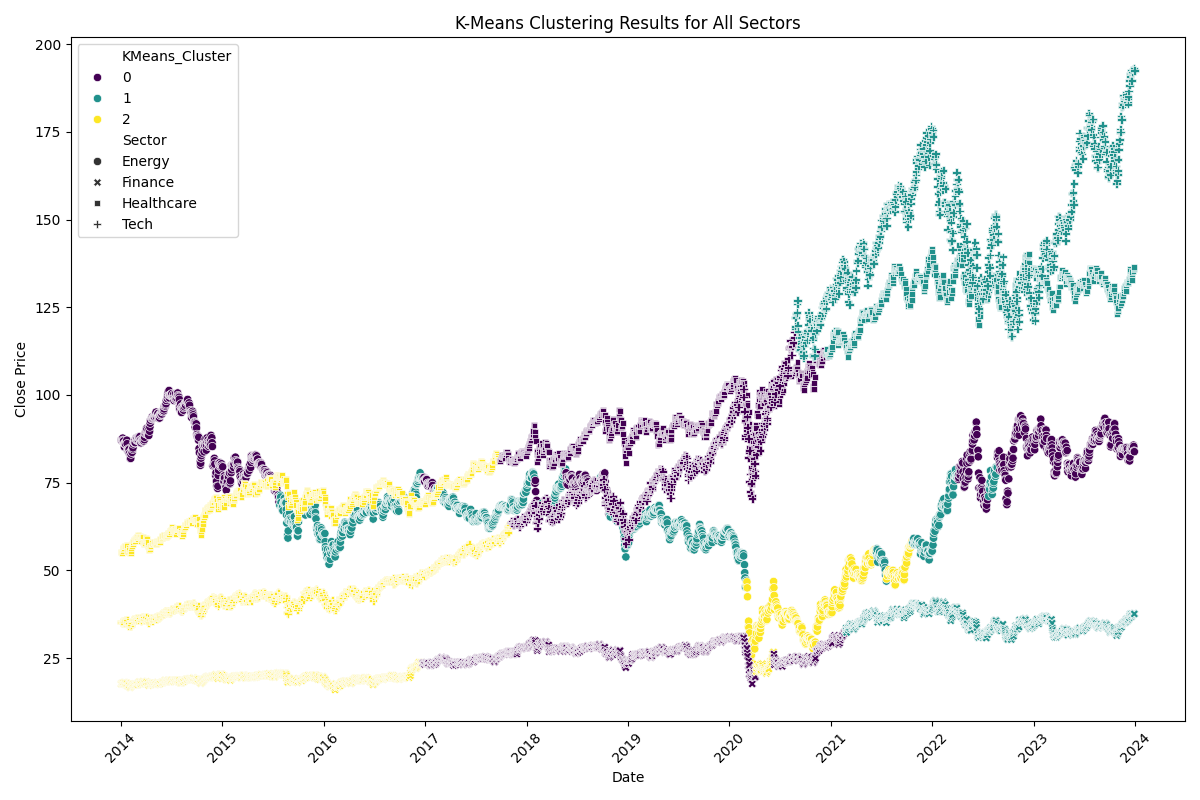 K-Means Clustering Results for All Sectors
KMeans_Cluster
0
1
2
Sector
Energy
Finance
Healthcare
Tech
200
175
150
125
100
75
50
25
Close Price
2014
2015
2016
2017
2018
2019
2020
2021
2022
2023
2024
Date